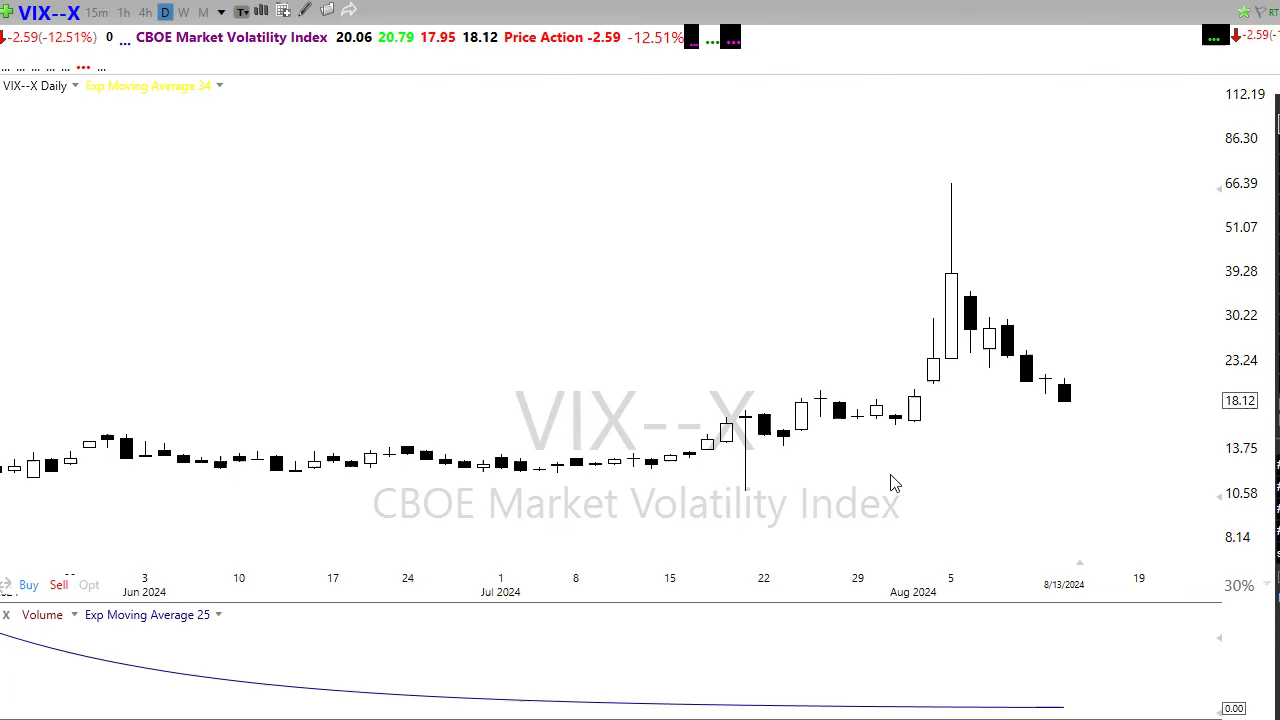 VIX--X 15m 1h 4h D W M T
-2.59(-12.51%) 0 ... CBOE Market Volatility Index 20.06 20.79 17.95 18.12 Price Action -2.59 -12.51% ... ... ... ... -2.59(-1
... ... ... ... ... ...
VIX--X Daily Exp Moving Average 34
112.19
86.30
66.39
51.07
39.28
30.22
23.24
18.12
13.75
10.58
8.14
VIX--X
CBOE Market Volatility Index
3 10 17 24 1 8 15 22 29 5 8/13/2024 19
Jun 2024 Jul 2024 Aug 2024
Buy Sell Opt 30%
X Volume Exp Moving Average 25
0.00